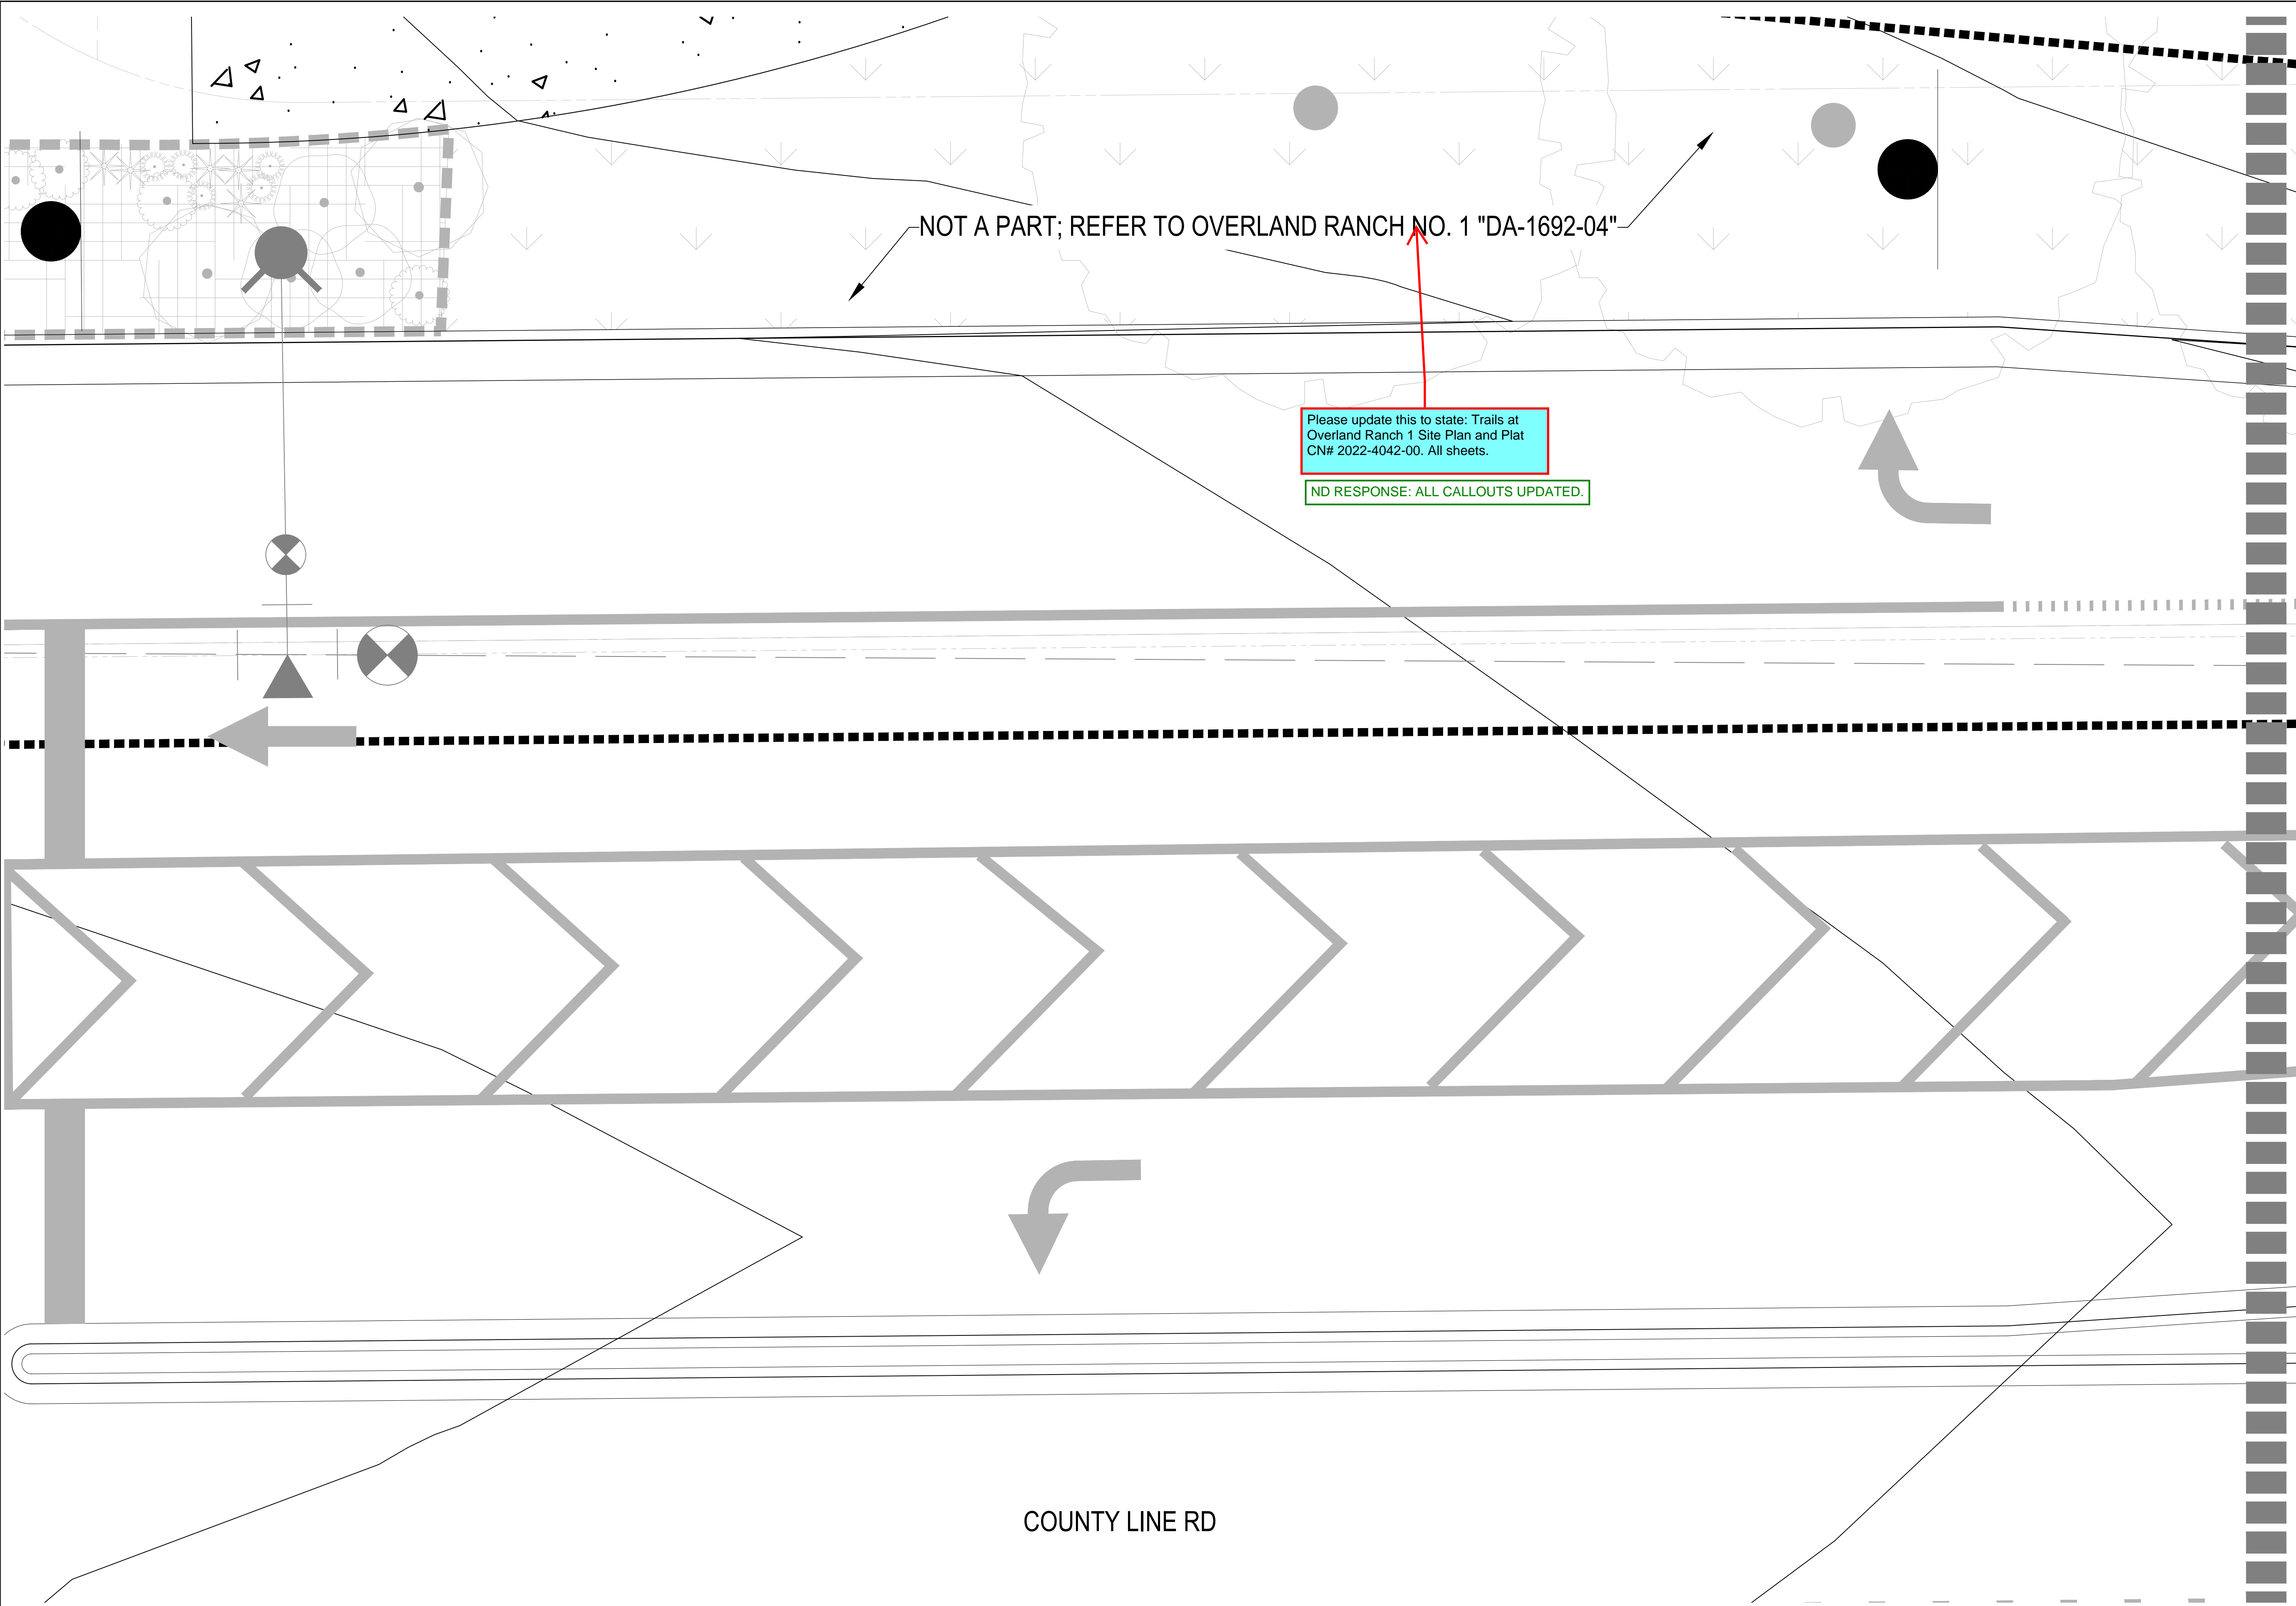 NOT A PART; REFER TO OVERLAND RANCH NO. 1 "DA-1692-04"
Please update this to state: Trails at
Overland Ranch 1 Site Plan and Plat
CN# 2022-4042-00. All sheets.
ND RESPONSE: ALL CALLOUTS UPDATED.
COUNTY LINE RD